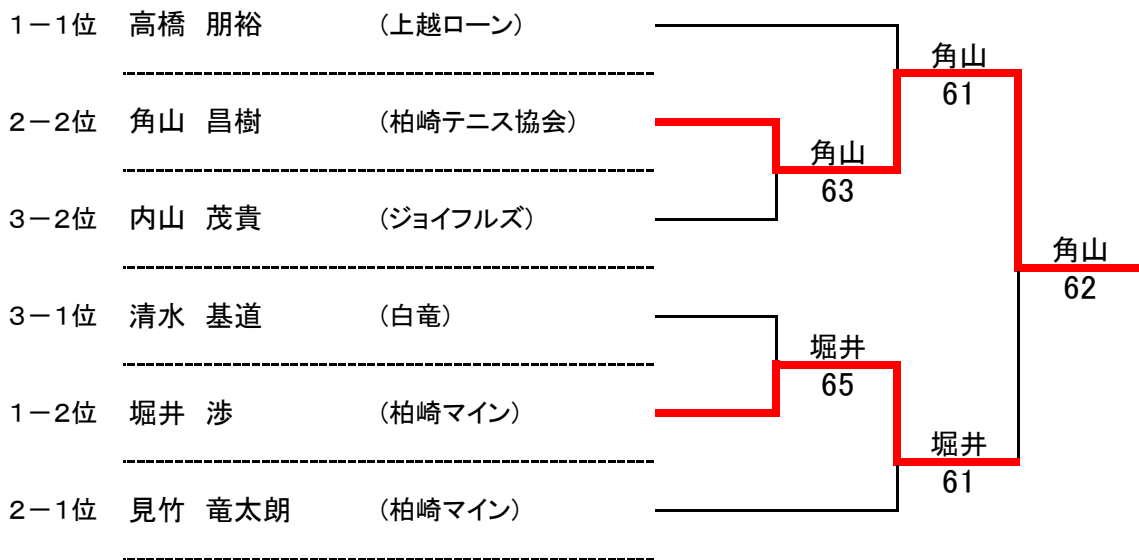 1－1位 高橋 朋裕 (上越ローン)
角山
61
2－2位 角山 昌樹 (柏崎テニス協会)
角山
63
3－2位 内山 茂貴 (ジョイフルズ)
角山
62
3－1位 清水 基道 (白竜)
堀井
65
1－2位 堀井 渉 (柏崎マイン)
堀井
61
2－1位 見竹 竜太朗 (柏崎マイン)